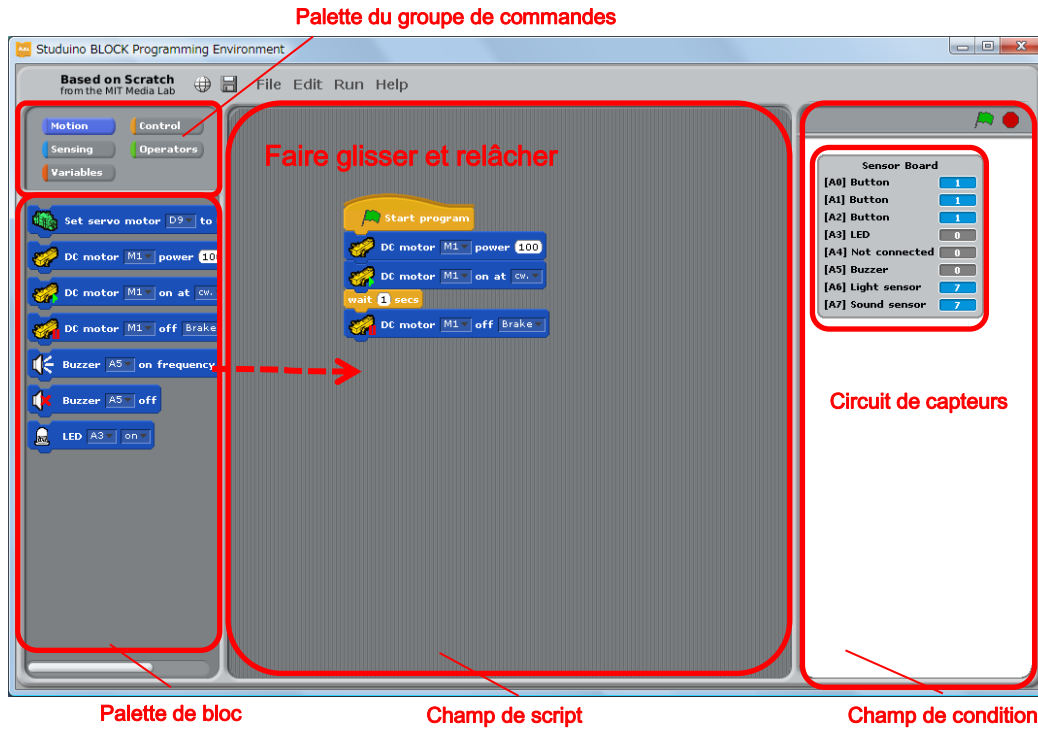 Palette du groupe de commandes
Studuino BLOCK Programming Environment
Based on Scratch
from the MIT Media Lab
File Edit Run Help
Motion Control
Sensing Operators
Variables
Faire glisser et relâcher
Set servo motor D9 to
DC motor M1 power 100
DC motor M1 on at cw.
DC motor M1 off Brake
Buzzer A5 on frequency
Buzzer A5 off
LED A3 on
Start program
DC motor M1 power 100
DC motor M1 on at cw.
wait 1 secs
DC motor M1 off Brake
Sensor Board
[A0] Button 1
[A1] Button 1
[A2] Button 1
[A3] LED 0
[A4] Not connected 0
[A5] Buzzer 0
[A6] Light sensor 7
[A7] Sound sensor 7
Circuit de capteurs
Palette de bloc
Champ de script
Champ de condition